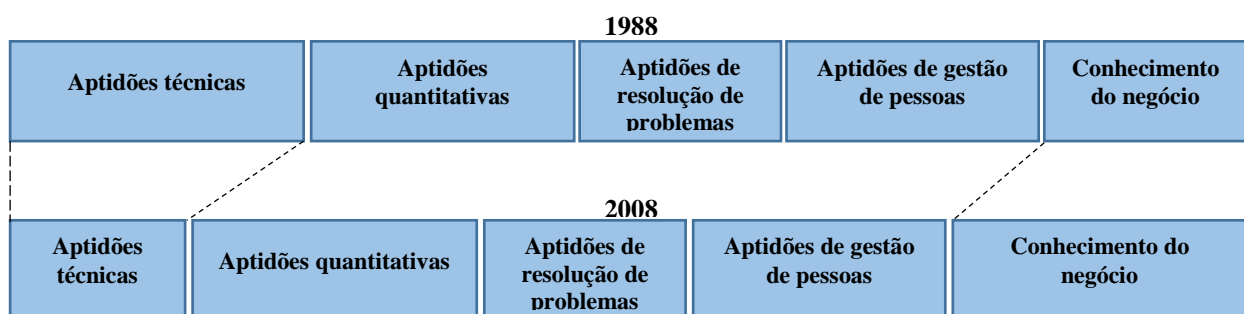 1988
Aptidões técnicas
Aptidões
quantitativas
Aptidões de
resolução de
problemas
Aptidões de gestão
de pessoas
Conhecimento
do negócio
2008
Aptidões
técnicas
Aptidões quantitativas
Aptidões de
resolução de
problemas
Aptidões de gestão
de pessoas
Conhecimento do
negócio